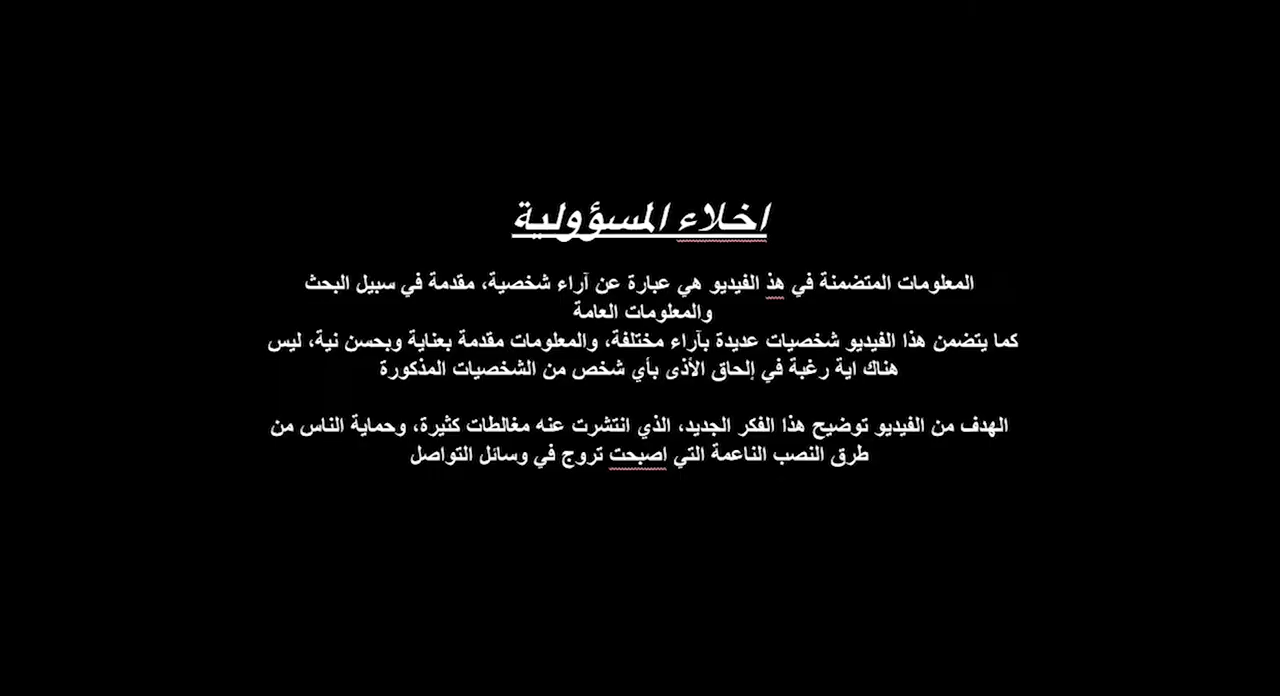 اخلاء المسؤولية
المعلومات المتضمنة في هذ الفيديو هي عبارة عن آراء شخصية، مقدمة في سبيل البحث
والمعلومات العامة
كما يتضمن هذا الفيديو شخصيات عديدة بآراء مختلفة، والمعلومات مقدمة بعناية وبحسن نية، ليس
هناك اية رغبة في إلحاق الأذى بأي شخص من الشخصيات المذكورة
الهدف من الفيديو توضيح هذا الفكر الجديد، الذي انتشرت عنه مغالطات كثيرة، وحماية الناس من
طرق النصب الناعمة التي اصبحت تروج في وسائل التواصل